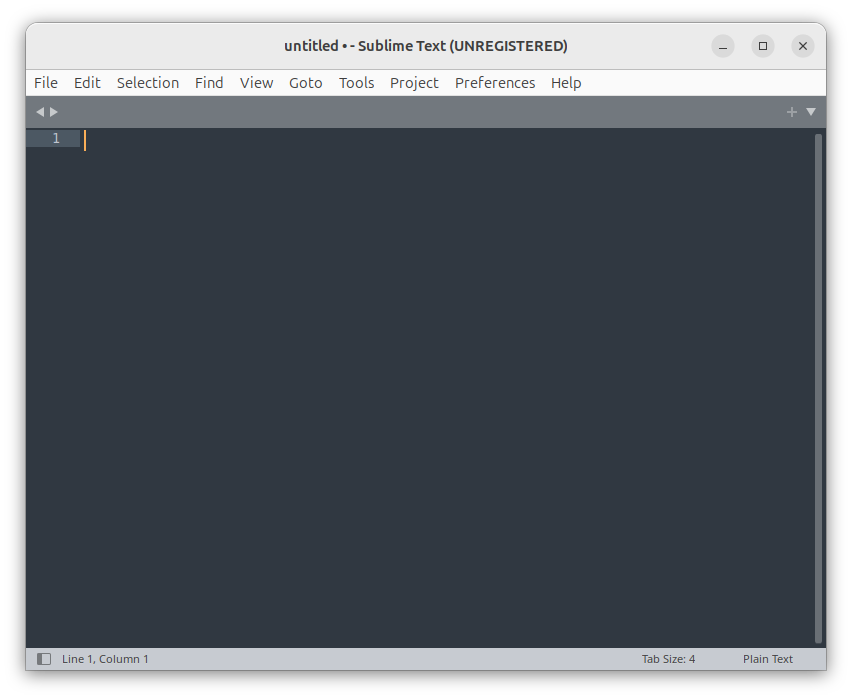 untitled • - Sublime Text (UNREGISTERED)
File Edit Selection Find View Goto Tools Project Preferences Help
1
Line 1, Column 1 Tab Size: 4 Plain Text